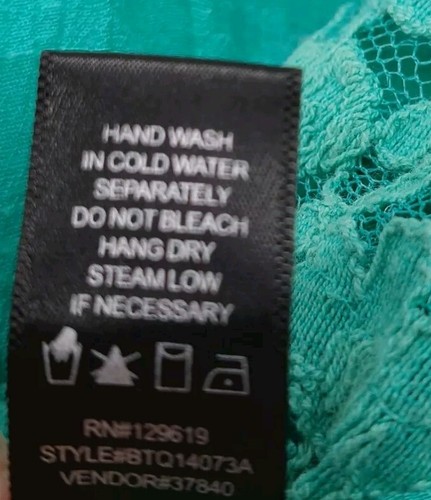 HAND WASH
IN COLD WATER
SEPARATELY
DO NOT BLEACH
HANG DRY
STEAM LOW
IF NECESSARY
RN#129619
STYLE#BTQ14073A
VENDOR#37840